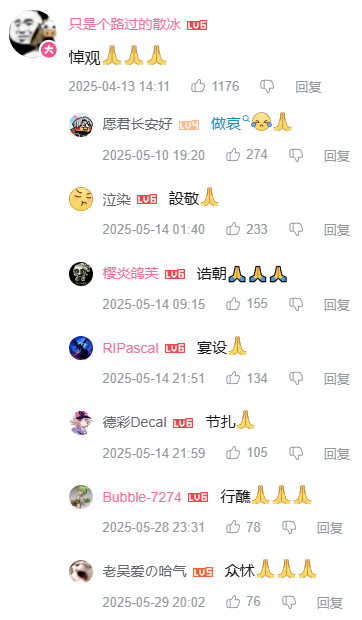 只是个路过的散冰 LV6
悼观🙏🙏🙏
2025-04-13 14:11 1176 回复
愿君长安好 LV4 做哀😂🙏
2025-05-10 19:20 274 回复
泣染 LV6 設敬🙏
2025-05-14 01:40 233 回复
樱炎鸽芙 LV6 诰朝🙏🙏🙏
2025-05-14 09:15 155 回复
RIPascal LV6 宴设🙏
2025-05-14 21:51 134 回复
德彩Decal LV6 节扎🙏
2025-05-14 21:59 105 回复
Bubble-7274 LV6 行醮🙏🙏🙏
2025-05-28 23:31 78 回复
老吴爱の哈气 LV5 众怵🙏🙏🙏
2025-05-29 20:02 76 回复